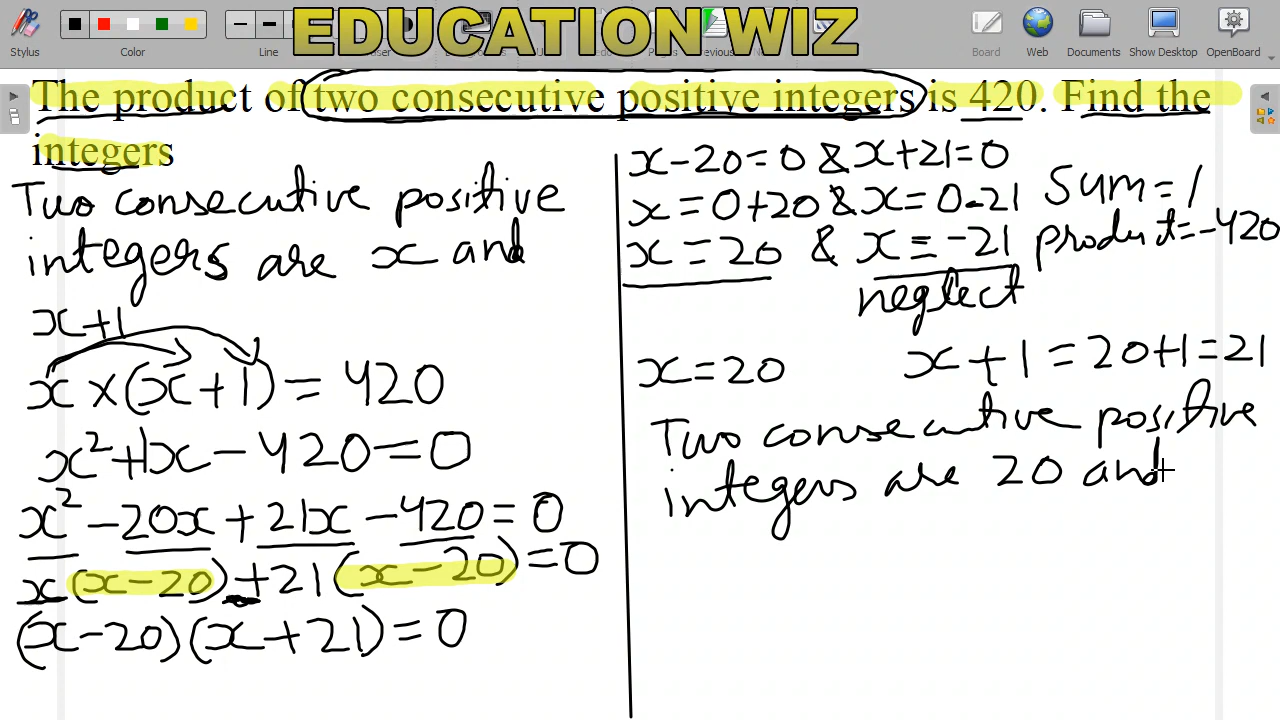 Stylus
Color
Line
EDUCATION WIZ
Board
Web
Documents
Show Desktop
OpenBoard
The product of two consecutive positive integers is 420. Find the
integers
Two consecutive positive
integers are x and
x+1
x×(x+1)=420
x²+1x-420=0
x²-20x+21x-420=0
x(x-20)+21(x-20)=0
(x-20)(x+21)=0
x-20=0 & x+21=0
x=0+20 & x=0-21
x=20 & x=-21
neglect
Sum=1
product=-420
x=20 x+1=20+1=21
Two consecutive positive
integers are 20 and